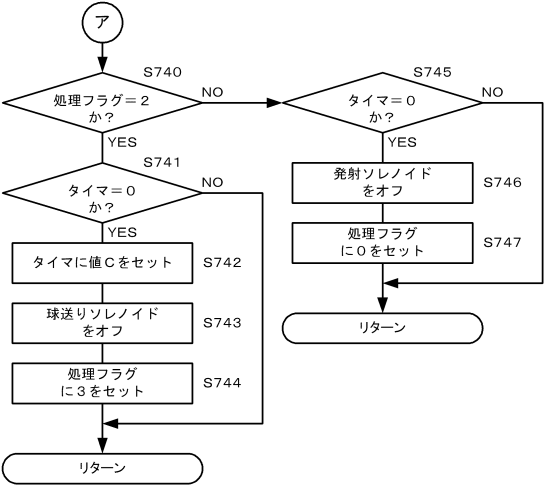 ア
S740
処理フラグ＝２
か？
NO
YES
S741
タイマ＝０
か？
NO
YES
タイマに値Ｃをセット
S742
球送りソレノイド
をオフ
S743
処理フラグ
に３をセット
S744
リターン
S745
タイマ＝０
か？
NO
YES
発射ソレノイド
をオフ
S746
処理フラグ
に０をセット
S747
リターン